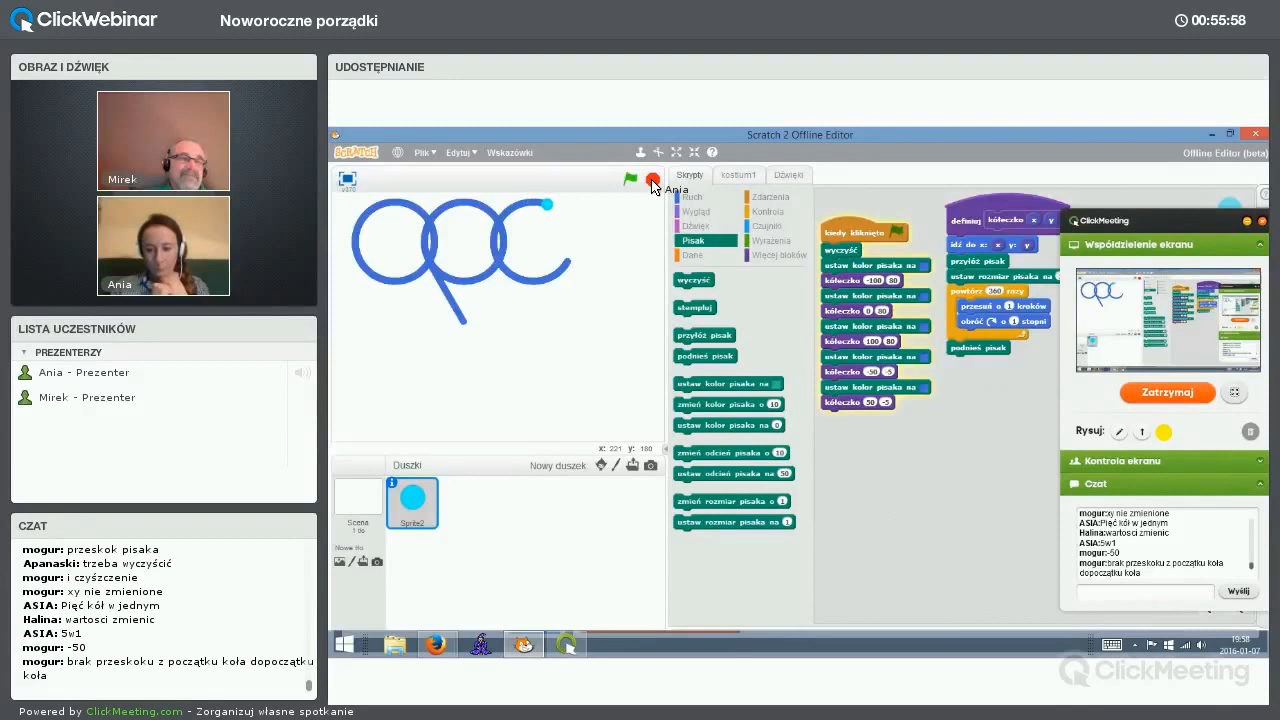 ClickWebinar
Noworoczne porządki
00:55:58
OBRAZ I DŹWIĘK
Mirek
Ania
LISTA UCZESTNIKÓW
PREZENTERZY
Ania - Prezenter
Mirek - Prezenter
CZAT
mogur: przeskok pisaka
Apanaski: trzeba wyczyścić
mogur: i czyszczenie
mogur: xy nie zmienione
ASIA: Pięć kół w jednym
Halina: wartosci zmienic
ASIA: 5w1
mogur: -50
mogur: brak przeskoku z początku koła dopoczątku
koła
UDOSTĘPNIANIE
Scratch 2 Offline Editor
SCRATCH
Plik
Edytuj
Wskazówki
Offline Editor (beta)
Ania
x: 221 y: 180
Duszki
Nowy duszek:
Scena
1 tło
Nowe tło
Sprite2
Skrypty
kostium1
Dźwięki
Ruch
Wygląd
Dźwięk
Pisak
Dane
Zdarzenia
Kontrola
Czujniki
Wyrażenia
Więcej bloków
wyczyść
stempluj
przyłóż pisak
podnieś pisak
ustaw kolor pisaka na
zmień kolor pisaka o 10
ustaw kolor pisaka na 0
zmień odcień pisaka o 10
ustaw odcień pisaka na 50
zmień rozmiar pisaka o 1
ustaw rozmiar pisaka na 1
kiedy kliknięto
wyczyść
ustaw kolor pisaka na
kółeczko -100 80
ustaw kolor pisaka na
kółeczko 0 80
ustaw kolor pisaka na
kółeczko 100 80
ustaw kolor pisaka na
kółeczko -50 -5
ustaw kolor pisaka na
kółeczko 50 -5
definiuj kółeczko x y
idź do x: x y: y
przyłóż pisak
ustaw rozmiar pisaka na
powtórz 360 razy
przesuń o 1 kroków
obróć o 1 stopni
podnieś pisak
ClickMeeting
Współdzielenie ekranu
Zatrzymaj
Rysuj:
Kontrola ekranu
Czat
mogur:xy nie zmienione
ASIA:Pięć kół w jednym
Halina:wartosci zmienic
ASIA:5w1
mogur:-50
mogur:brak przeskoku z początku koła
dopoczątku koła
Wyślij
19:58
2016-01-07
ClickMeeting
Powered by ClickMeeting.com - Zorganizuj własne spotkanie